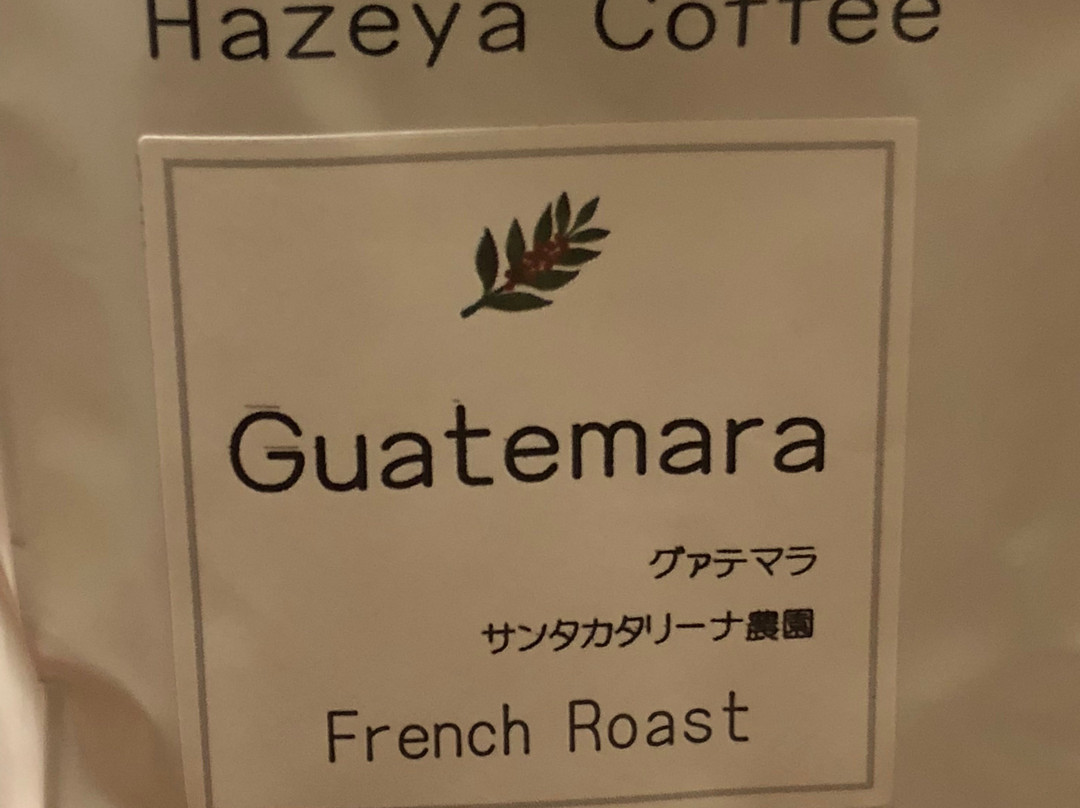 Hazeya Coffee
Guatemara
グァテマラ
サンタカタリーナ農園
French Roast